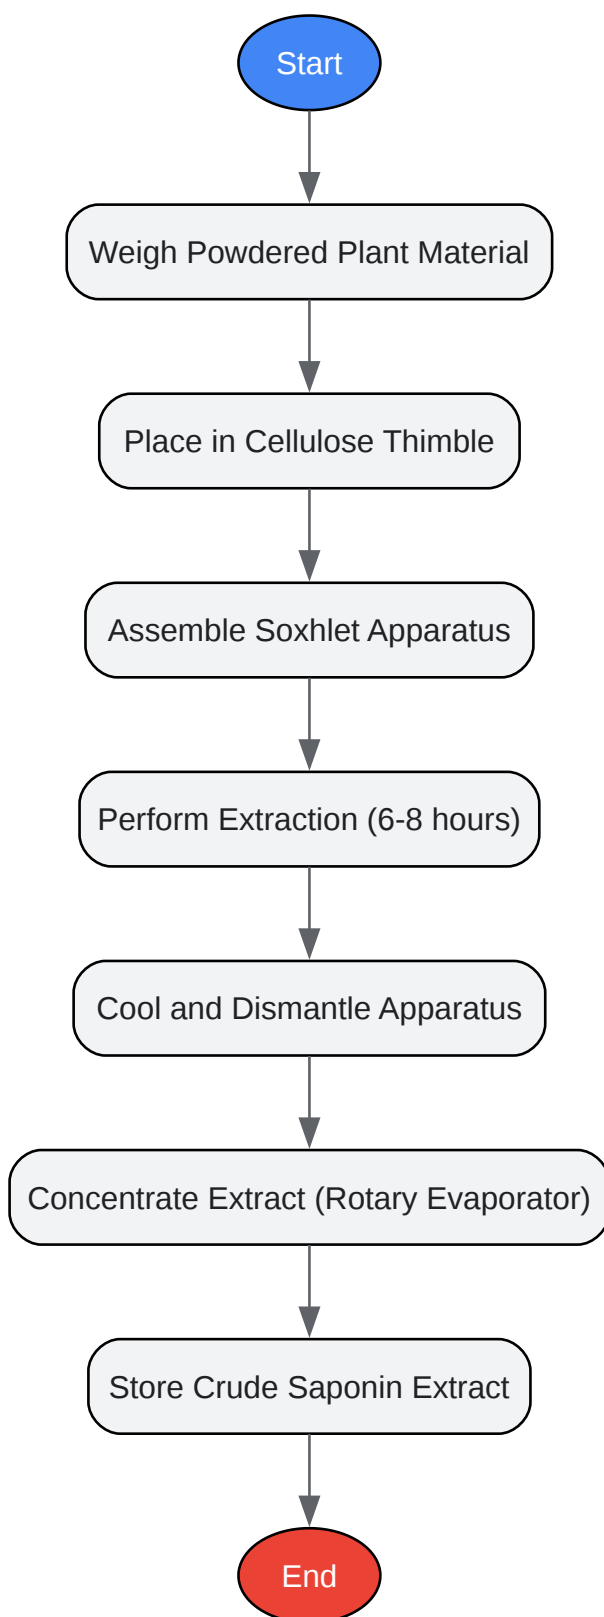 Start
Weigh Powdered Plant Material
Place in Cellulose Thimble
Assemble Soxhlet Apparatus
Perform Extraction (6-8 hours)
Cool and Dismantle Apparatus
Concentrate Extract (Rotary Evaporator)
Store Crude Saponin Extract
End